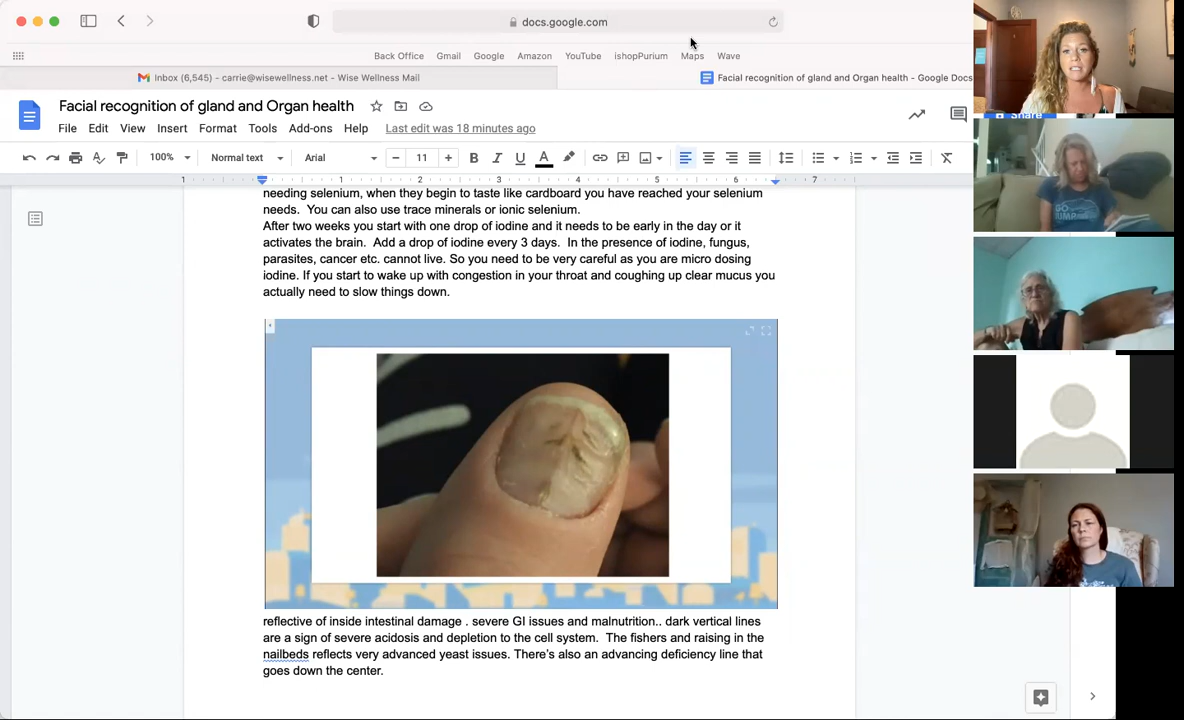 docs.google.com
Back Office Gmail Google Amazon YouTube ishopPurium Maps Wave
Inbox (6,545) - carrie@wisewellness.net - Wise Wellness Mail
Facial recognition of gland and Organ health - Google Docs
Facial recognition of gland and Organ health
File Edit View Insert Format Tools Add-ons Help Last edit was 18 minutes ago
Share
100% Normal text Arial 11 B I U A
1 1 2 3 4 5 6 7
needing selenium, when they begin to taste like cardboard you have reached your selenium
needs. You can also use trace minerals or ionic selenium.
After two weeks you start with one drop of iodine and it needs to be early in the day or it
activates the brain. Add a drop of iodine every 3 days. In the presence of iodine, fungus,
parasites, cancer etc. cannot live. So you need to be very careful as you are micro dosing
iodine. If you start to wake up with congestion in your throat and coughing up clear mucus you
actually need to slow things down.
reflective of inside intestinal damage . severe GI issues and malnutrition.. dark vertical lines
are a sign of severe acidosis and depletion to the cell system. The fishers and raising in the
nailbeds reflects very advanced yeast issues. There's also an advancing deficiency line that
goes down the center.